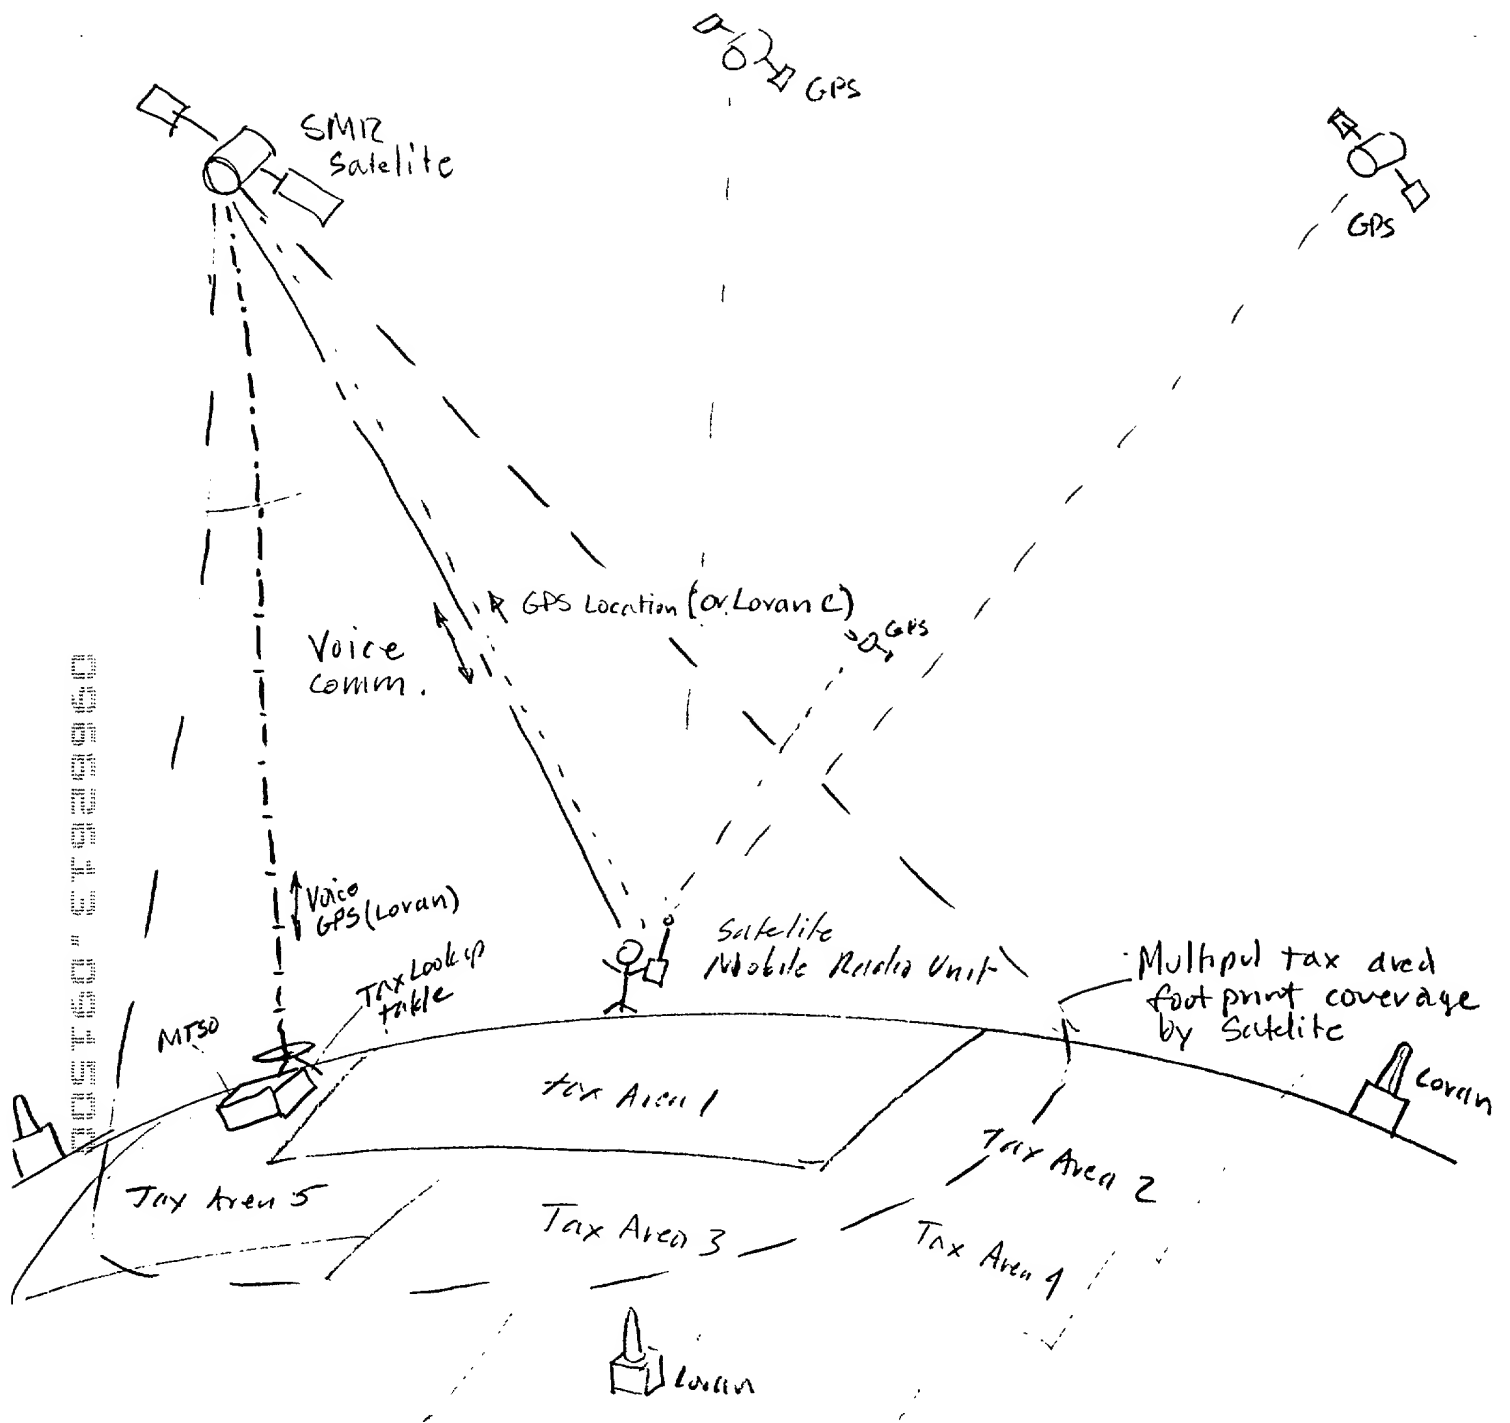 GPS
SMR
Satelite
GPS
GPS Location (or Loran C)
GPS
Voice
comm.
Voice
GPS (Loran)
Tax Lookup
table
MTSO
Satelite
Mobile Radio Unit
Multipul tax area
foot print coverage
by Satelite
Loran
tax Area 1
Tax Area 2
Tax Area 5
Tax Area 3
Tax Area 4
Loran